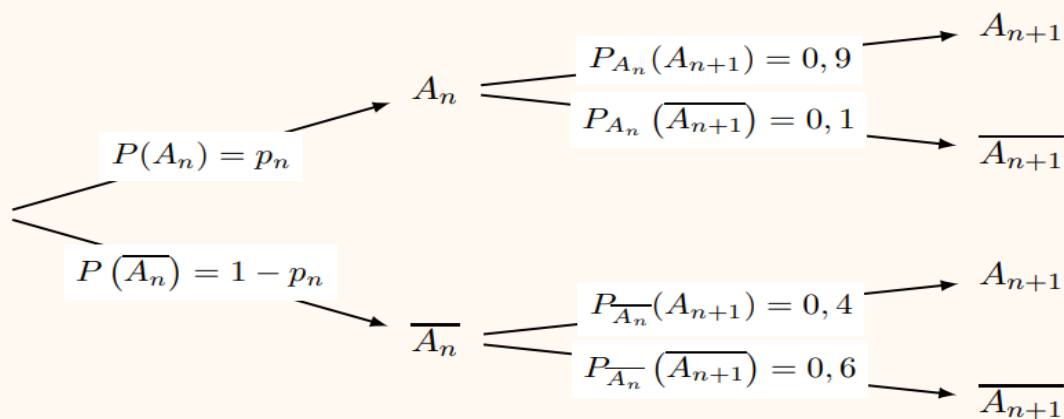 A_{n+1}
P_{A_n}(A_{n+1}) = 0,9
A_n
P_{A_n}(\overline{A_{n+1}}) = 0,1
P(A_n) = p_n
\overline{A_{n+1}}
P(\overline{A_n}) = 1 − p_n
A_{n+1}
P_{\overline{A_n}}(A_{n+1}) = 0,4
\overline{A_n}
P_{\overline{A_n}}(\overline{A_{n+1}}) = 0,6
\overline{A_{n+1}}